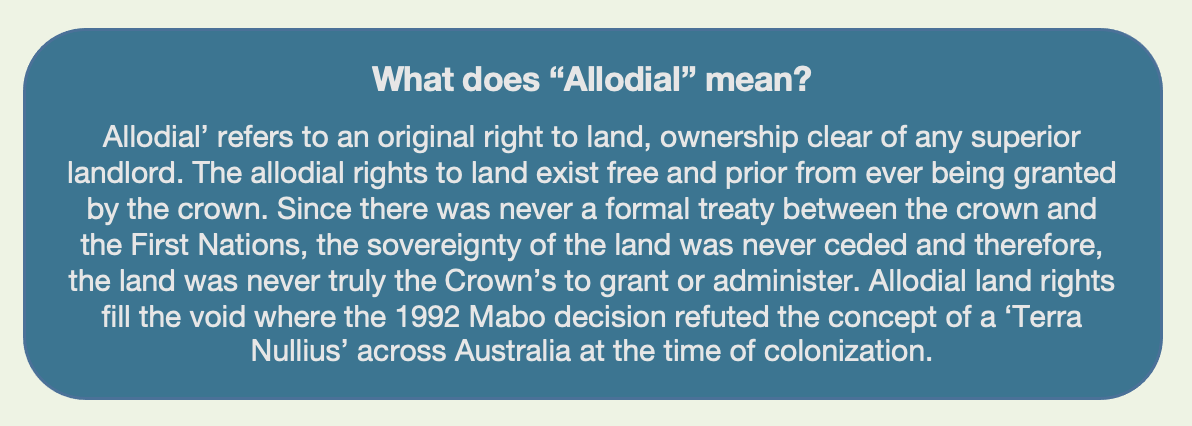 What does “Allodial” mean?
Allodial’ refers to an original right to land, ownership clear of any superior
landlord. The allodial rights to land exist free and prior from ever being granted
by the crown. Since there was never a formal treaty between the crown and
the First Nations, the sovereignty of the land was never ceded and therefore,
the land was never truly the Crown’s to grant or administer. Allodial land rights
fill the void where the 1992 Mabo decision refuted the concept of a ‘Terra
Nullius’ across Australia at the time of colonization.